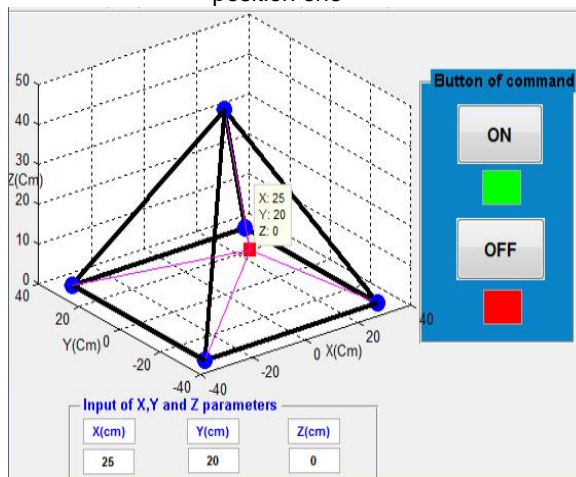 position one
50
40
30
Z(Cm)
20
10
0
40
20
Y(Cm) 0
-20
-40
-40
-20
0 X(Cm)
20
40
X: 25
Y: 20
Z: 0
Button of command
ON
OFF
Input of X,Y and Z parameters
X(cm) Y(cm) Z(cm)
25 20 0